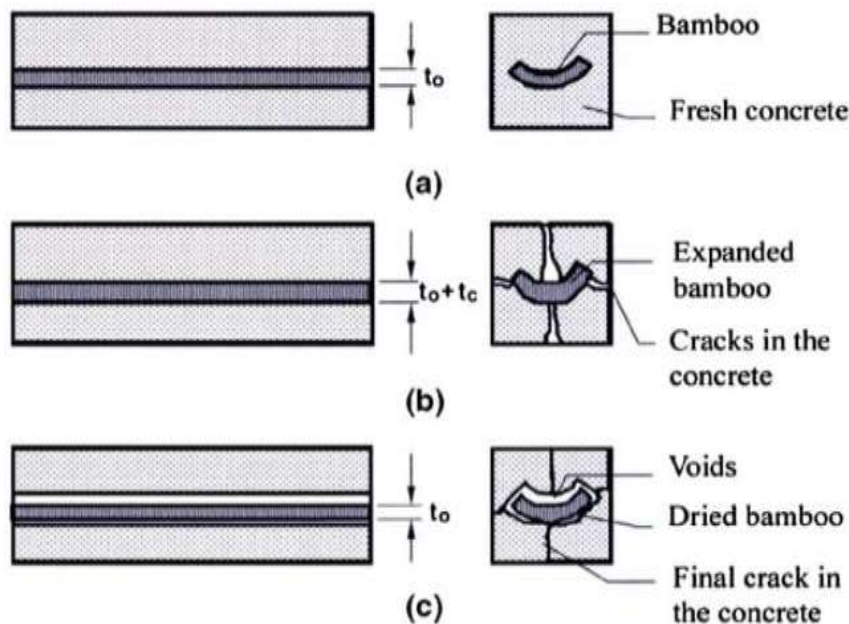 t₀
Bamboo
Fresh concrete
(a)
t₀ + tc
Expanded
bamboo
Cracks in the
concrete
(b)
t₀
Voids
Dried bamboo
Final crack in
the concrete
(c)